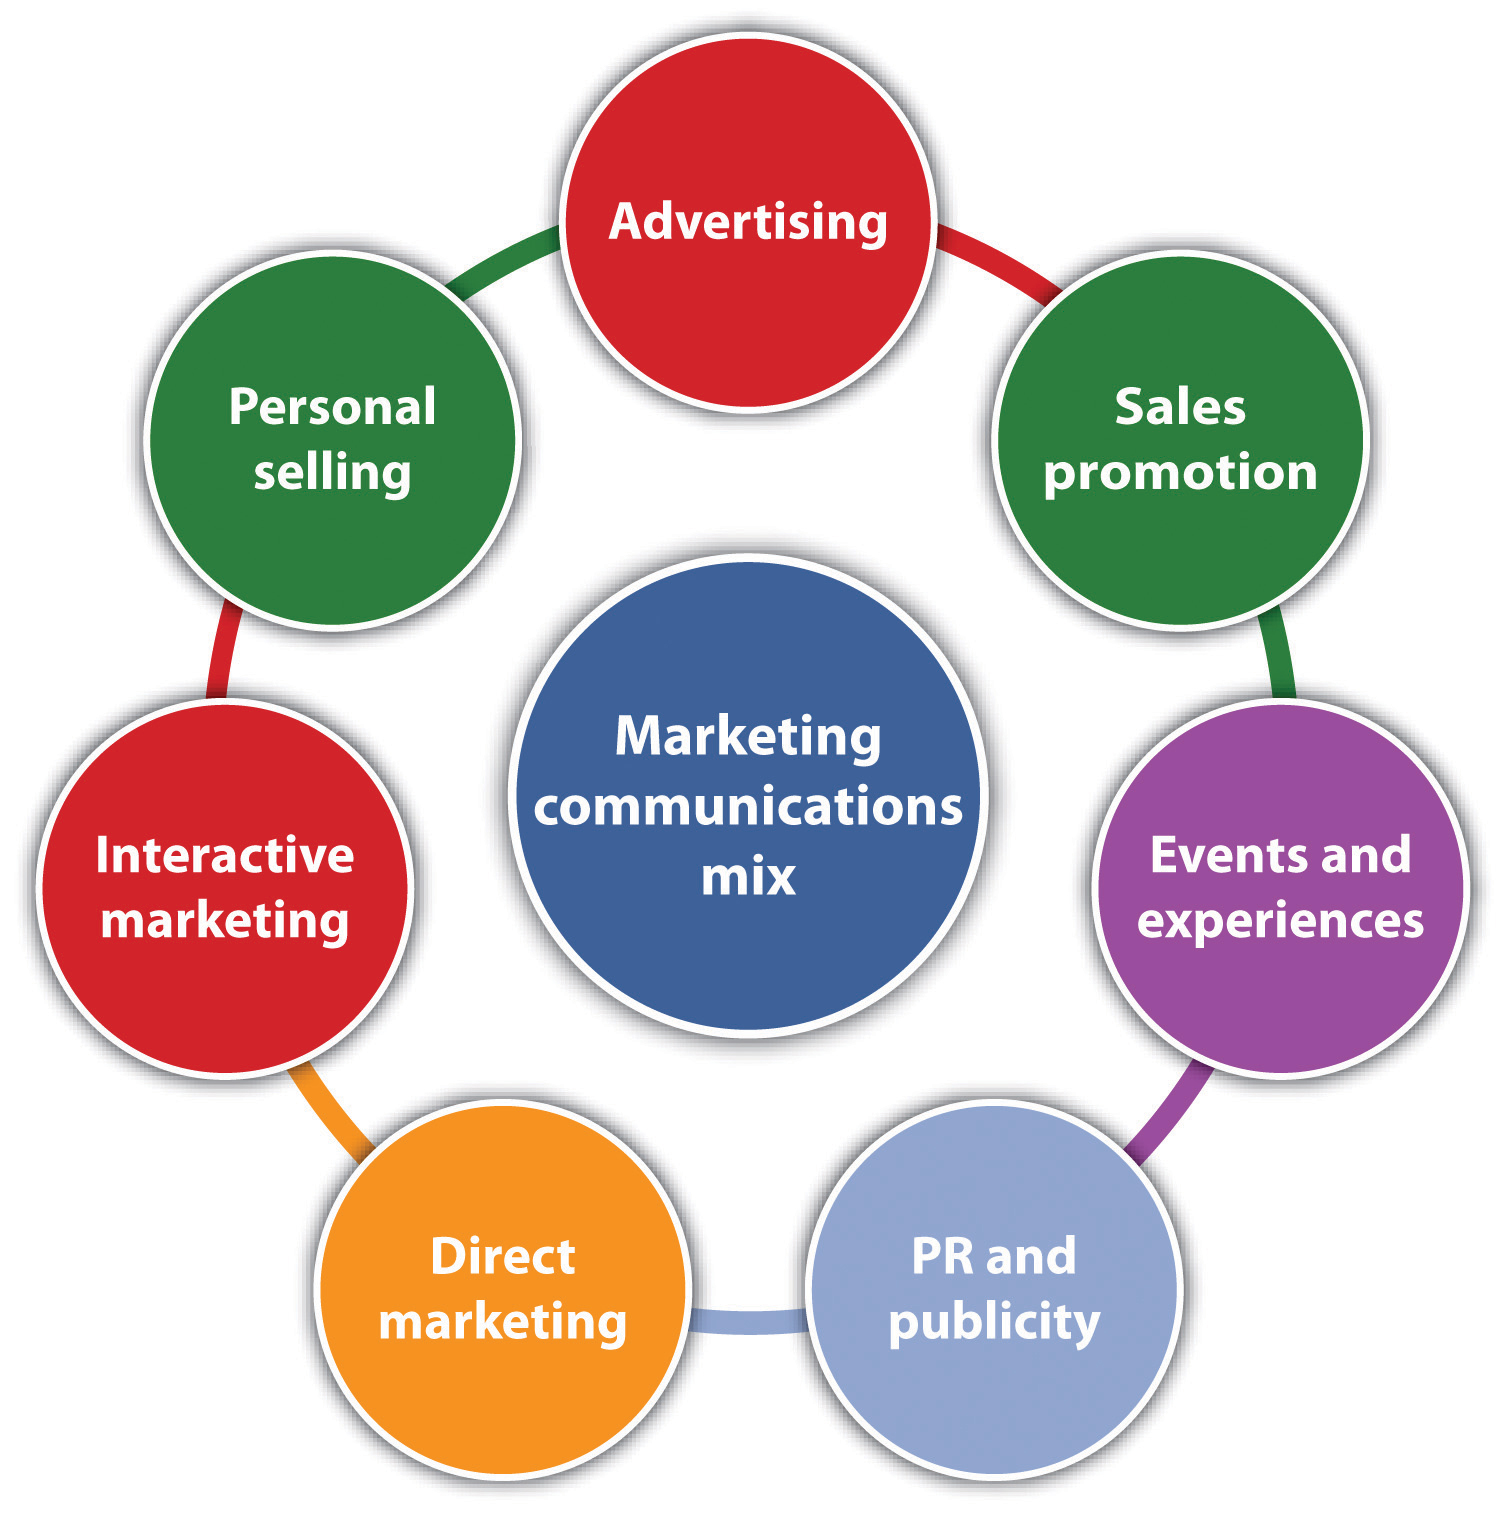 Advertising
Sales
promotion
Events and
experiences
PR and
publicity
Direct
marketing
Interactive
marketing
Personal
selling
Marketing
communications
mix